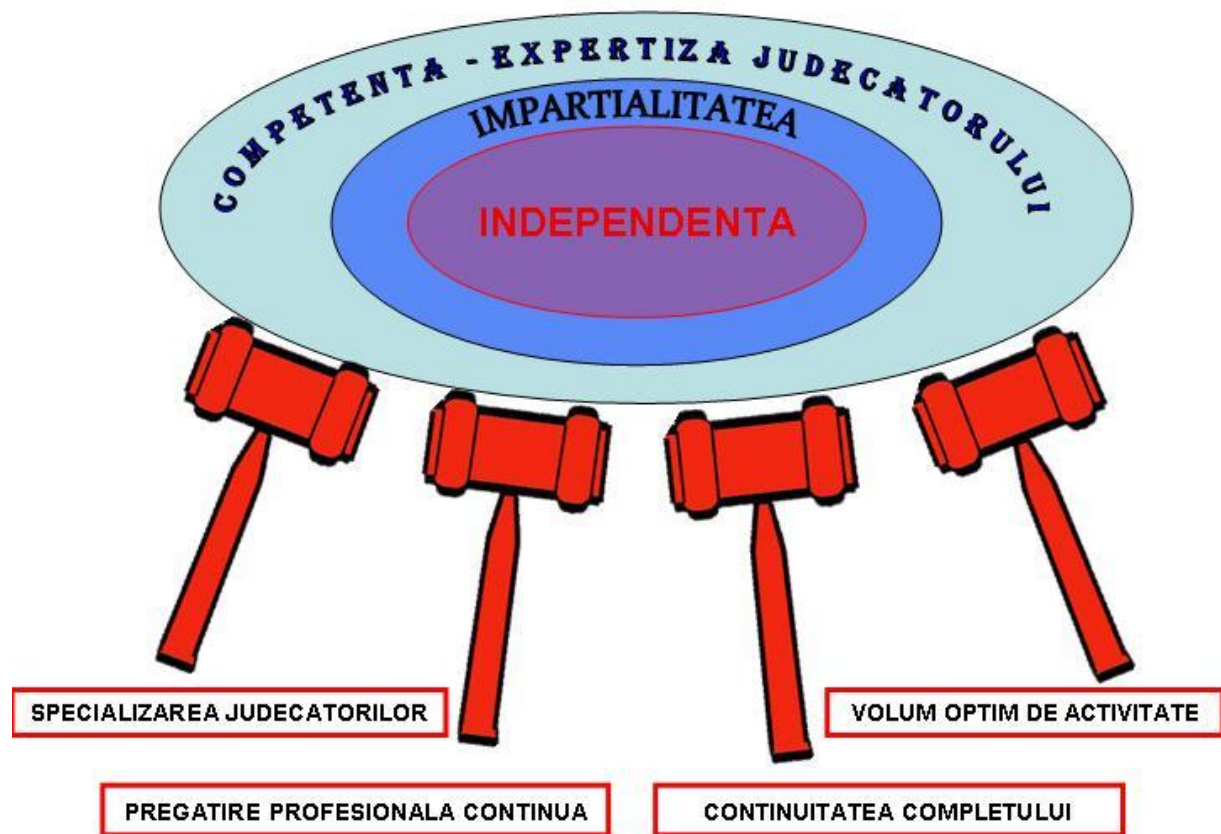 COMPETENTA - EXPERTIZA JUDECATORULUI
IMPARTIALITATEA
INDEPENDENTA
SPECIALIZAREA JUDECATORILOR
VOLUM OPTIM DE ACTIVITATE
PREGATIRE PROFESIONALA CONTINUA
CONTINUITATEA COMPLETULUI